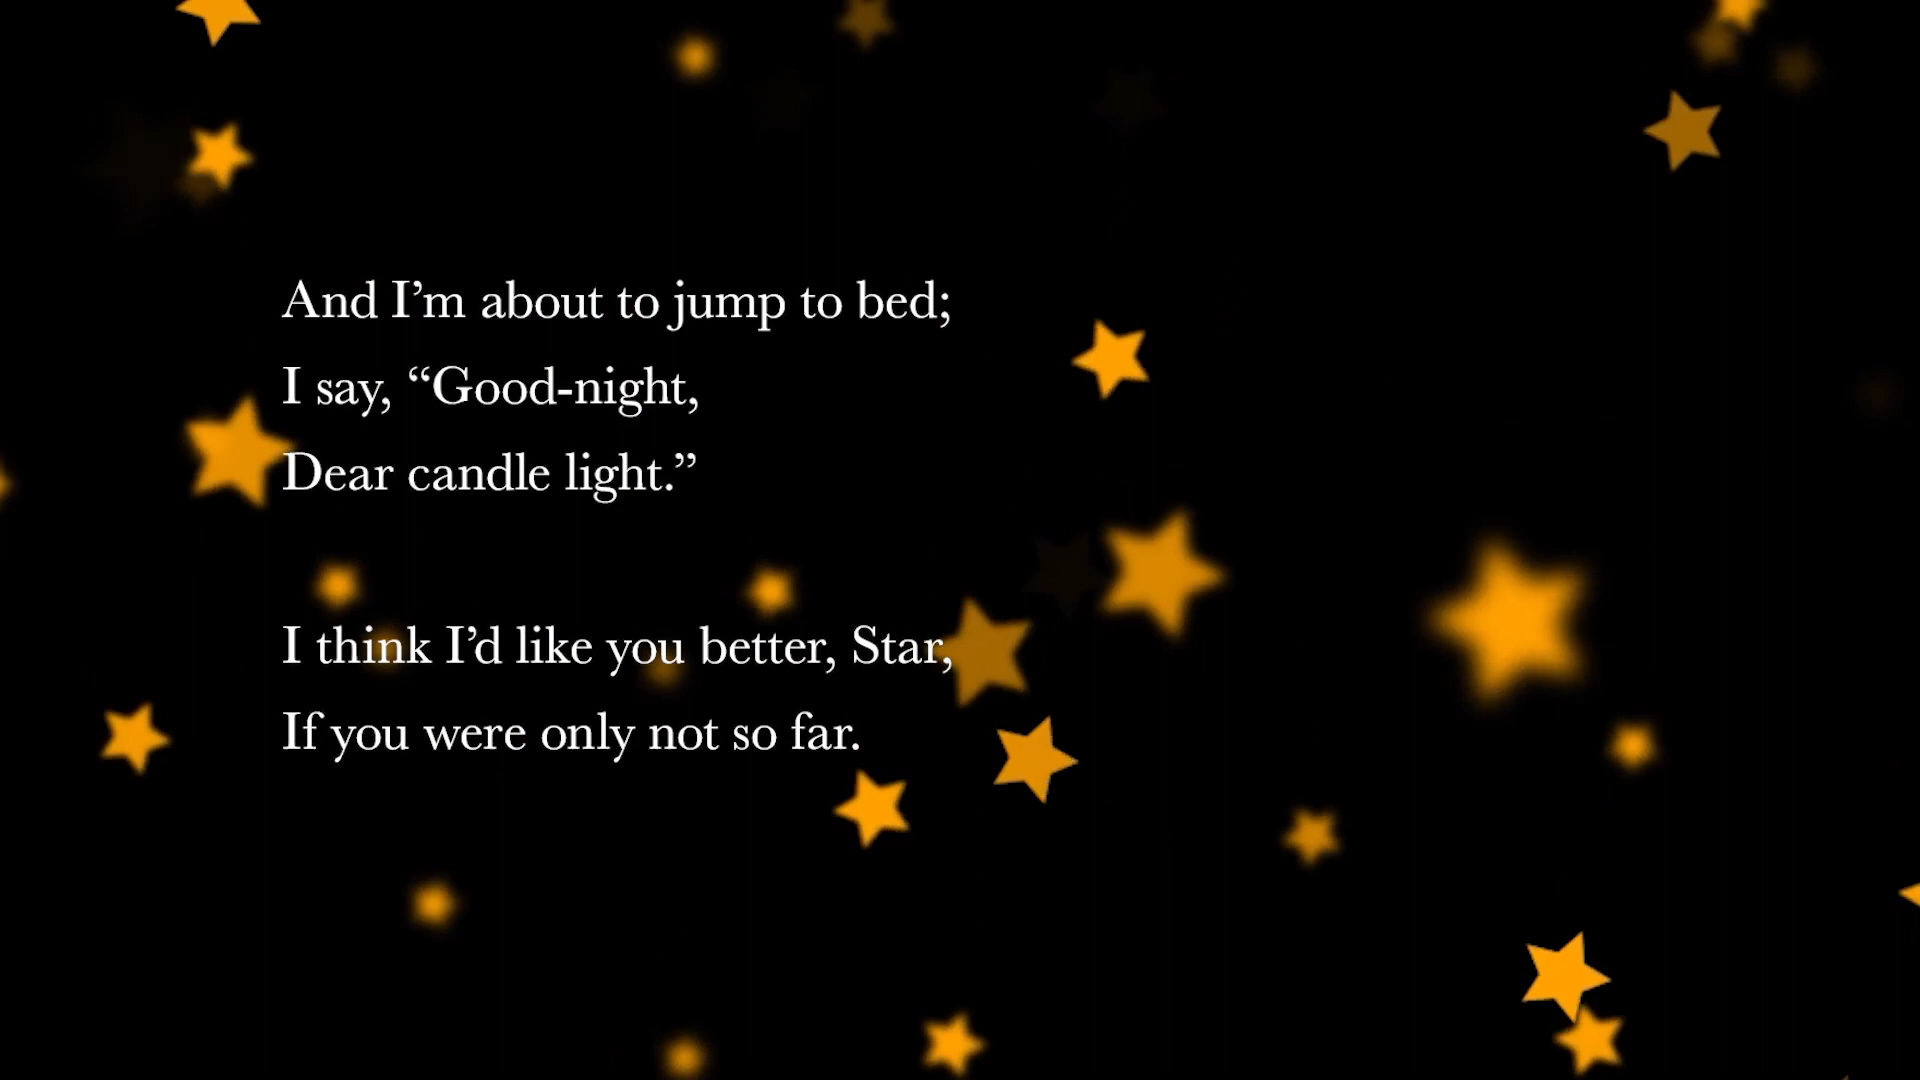 And I’m about to jump to bed;
I say, “Good-night,
Dear candle light.”
I think I’d like you better, Star,
If you were only not so far.